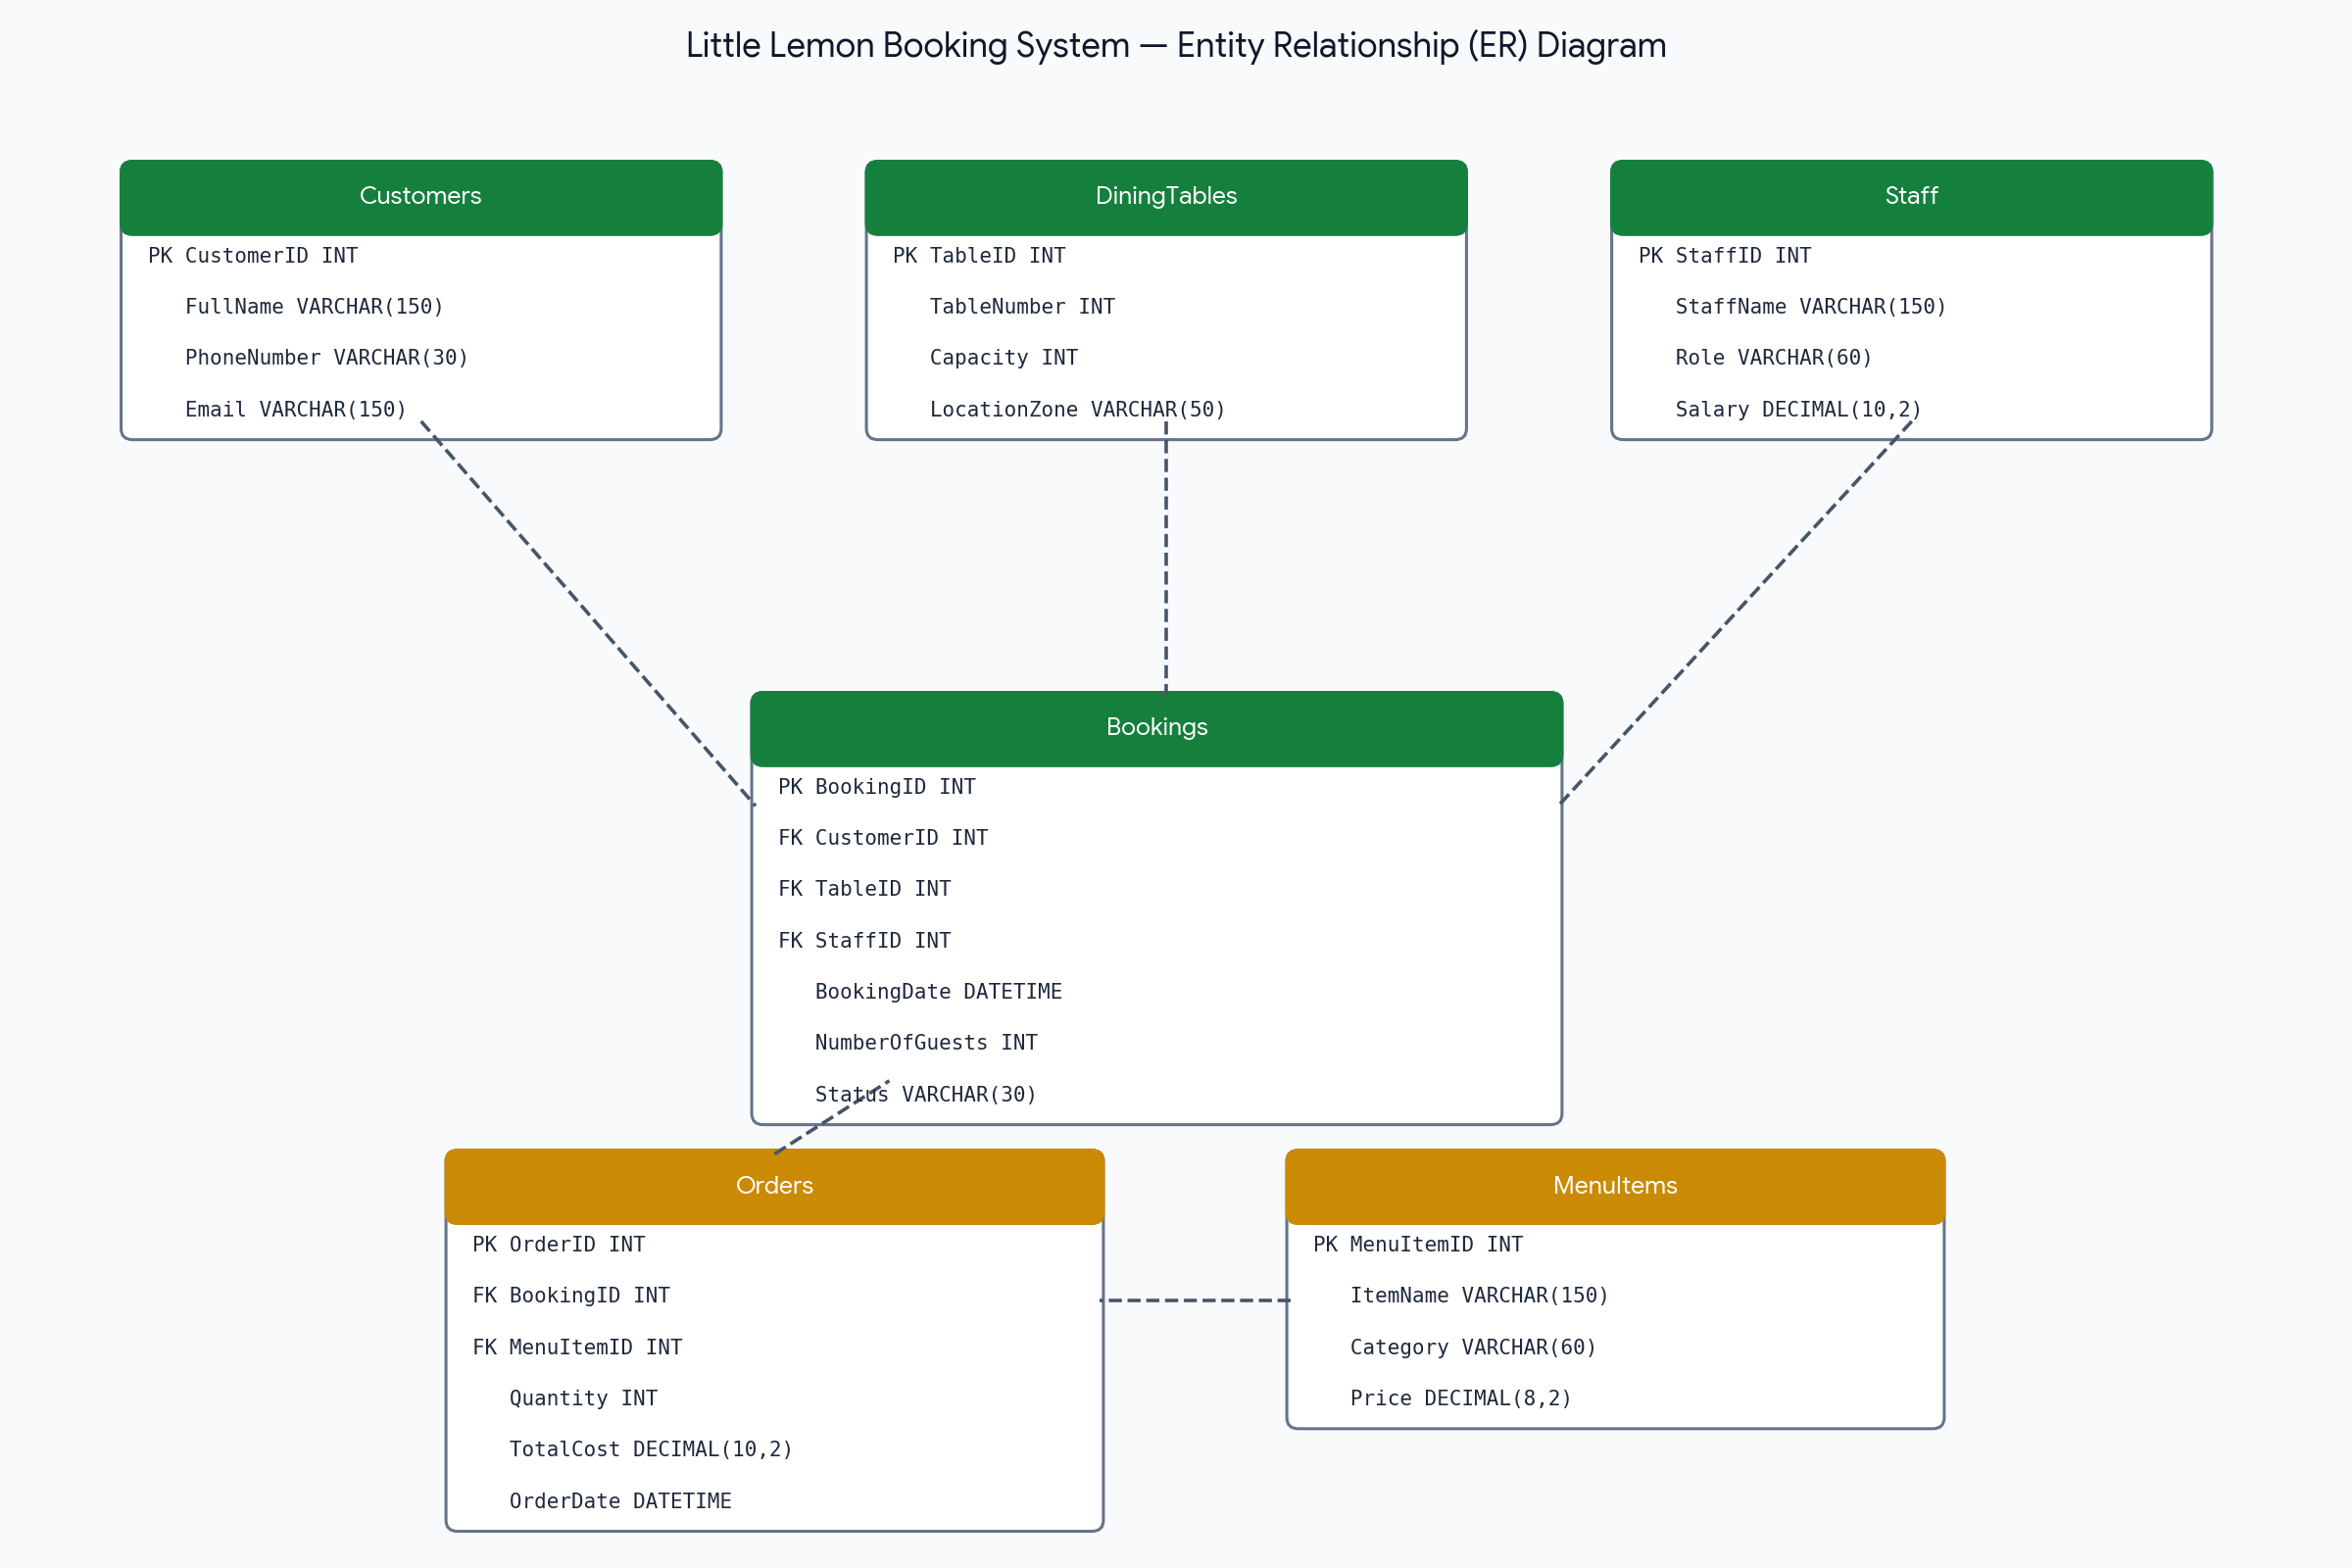 Little Lemon Booking System — Entity Relationship (ER) Diagram
Customers
PK CustomerID INT
FullName VARCHAR(150)
PhoneNumber VARCHAR(30)
Email VARCHAR(150)
DiningTables
PK TableID INT
TableNumber INT
Capacity INT
LocationZone VARCHAR(50)
Staff
PK StaffID INT
StaffName VARCHAR(150)
Role VARCHAR(60)
Salary DECIMAL(10,2)
Bookings
PK BookingID INT
FK CustomerID INT
FK TableID INT
FK StaffID INT
BookingDate DATETIME
NumberOfGuests INT
Status VARCHAR(30)
Orders
PK OrderID INT
FK BookingID INT
FK MenuItemID INT
Quantity INT
TotalCost DECIMAL(10,2)
OrderDate DATETIME
MenuItems
PK MenuItemID INT
ItemName VARCHAR(150)
Category VARCHAR(60)
Price DECIMAL(8,2)